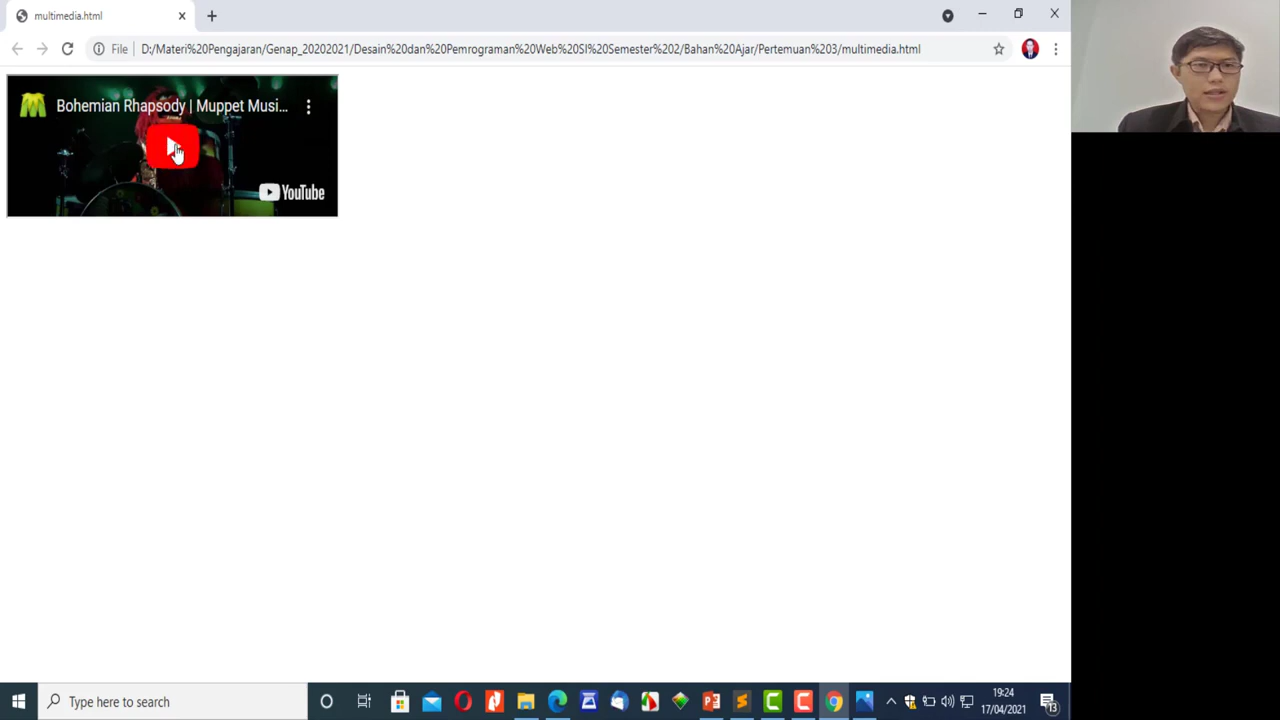 multimedia.html
File D:/Materi%20Pengajaran/Genap_20202021/Desain%20dan%20Pemrograman%20Web%20SI%20Semester%202/Bahan%20Ajar/Pertemuan%203/multimedia.html
Bohemian Rhapsody | Muppet Musi...
YouTube
Type here to search
19:24
17/04/2021
13